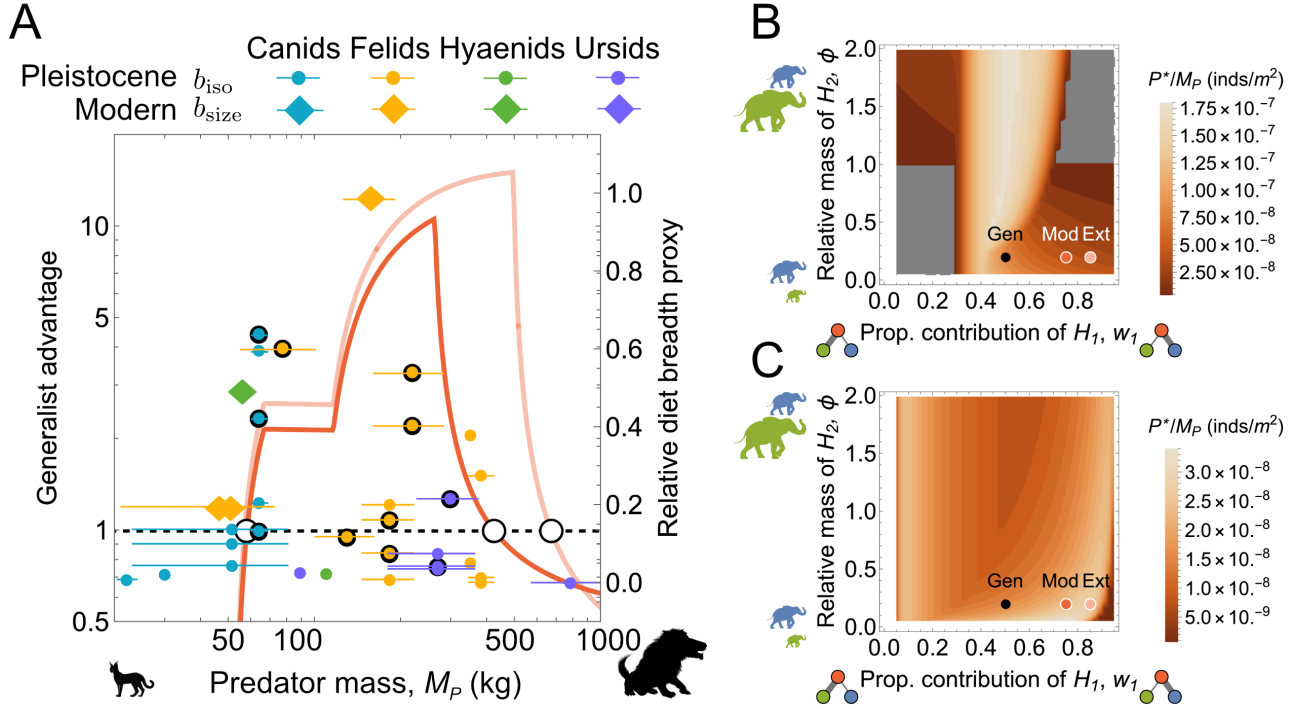 A
Canids Felids Hyaenids Ursids
Pleistocene b_iso
Modern b_size
Generalist advantage
10
5
1
0.5
1.0
0.8
0.6
0.4
0.2
0.0
Relative diet breadth proxy
50 100 500 1000
Predator mass, M_P (kg)
B
Relative mass of H_2, ϕ
2.0
1.5
1.0
0.5
0.0
Gen Mod Ext
0.0 0.2 0.4 0.6 0.8
Prop. contribution of H_1, w_1
P*/M_P (inds/m²)
1.75×10.⁻⁷
1.50×10.⁻⁷
1.25×10.⁻⁷
1.00×10.⁻⁷
7.50×10.⁻⁸
5.00×10.⁻⁸
2.50×10.⁻⁸
C
Relative mass of H_2, ϕ
2.0
1.5
1.0
0.5
0.0
Gen Mod Ext
0.0 0.2 0.4 0.6 0.8
Prop. contribution of H_1, w_1
P*/M_P (inds/m²)
3.0×10.⁻⁸
2.5×10.⁻⁸
2.0×10.⁻⁸
1.5×10.⁻⁸
1.0×10.⁻⁸
5.0×10.⁻⁹